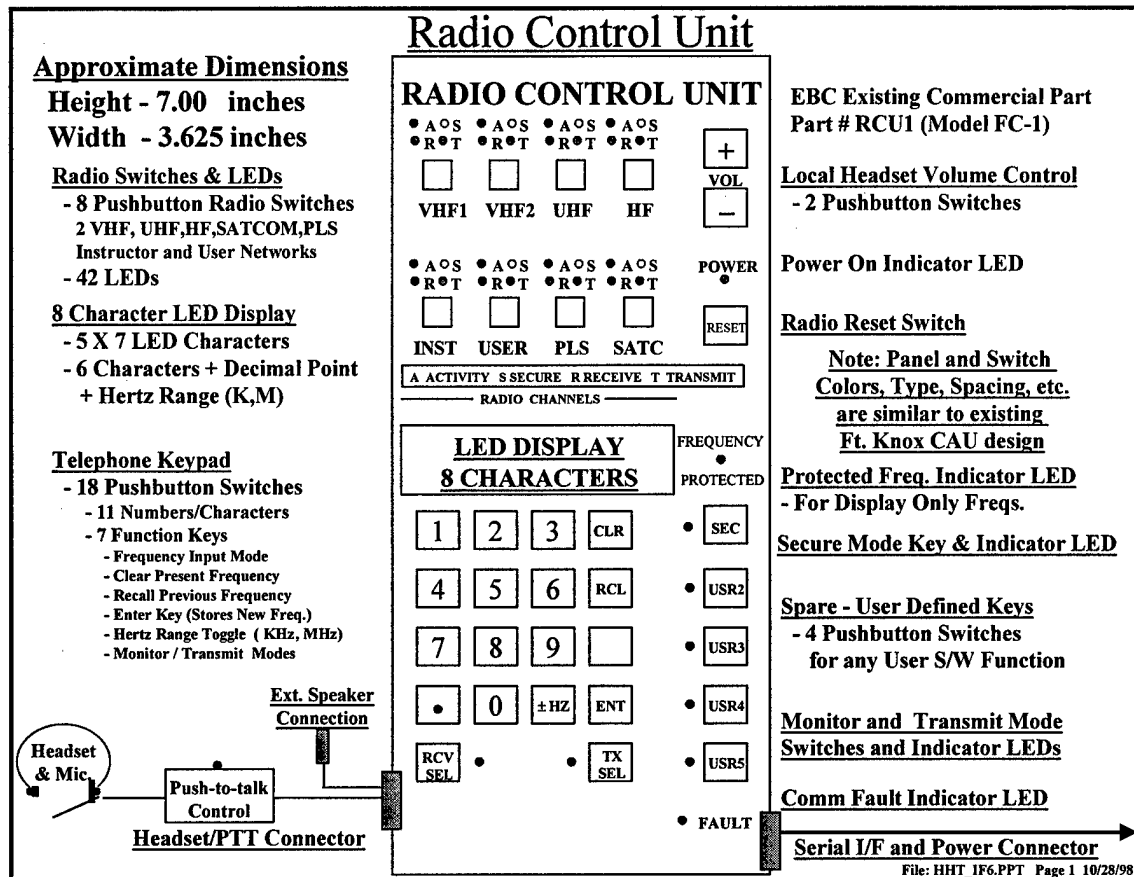 Radio Control Unit
Approximate Dimensions
Height - 7.00 inches
Width - 3.625 inches
Radio Switches & LEDs
- 8 Pushbutton Radio Switches
2 VHF, UHF,HF,SATCOM,PLS
Instructor and User Networks
- 42 LEDs
8 Character LED Display
- 5 X 7 LED Characters
- 6 Characters + Decimal Point
+ Hertz Range (K,M)
Telephone Keypad
- 18 Pushbutton Switches
- 11 Numbers/Characters
- 7 Function Keys
- Frequency Input Mode
- Clear Present Frequency
- Recall Previous Frequency
- Enter Key (Stores New Freq.)
- Hertz Range Toggle ( KHz, MHz)
- Monitor / Transmit Modes
Ext. Speaker
Connection
Headset
& Mic.
Push-to-talk
Control
Headset/PTT Connector
RADIO CONTROL UNIT
A S A S A S A S
R T R T R T R T
+
VOL
−
VHF1 VHF2 UHF HF
A S A S A S A S
R T R T R T R T
POWER
RESET
INST USER PLS SATC
A ACTIVITY S SECURE R RECEIVE T TRANSMIT
RADIO CHANNELS
LED DISPLAY
8 CHARACTERS
FREQUENCY
PROTECTED
1 2 3 CLR SEC
4 5 6 RCL USR2
7 8 9 USR3
. 0 ±HZ ENT USR4
RCV
SEL
TX
SEL
USR5
FAULT
EBC Existing Commercial Part
Part # RCU1 (Model FC-1)
Local Headset Volume Control
- 2 Pushbutton Switches
Power On Indicator LED
Radio Reset Switch
Note: Panel and Switch
Colors, Type, Spacing, etc.
are similar to existing
Ft. Knox CAU design
Protected Freq. Indicator LED
- For Display Only Freqs.
Secure Mode Key & Indicator LED
Spare - User Defined Keys
- 4 Pushbutton Switches
for any User S/W Function
Monitor and Transmit Mode
Switches and Indicator LEDs
Comm Fault Indicator LED
Serial I/F and Power Connector
File: HHT_IF6.PPT Page 1 10/28/98